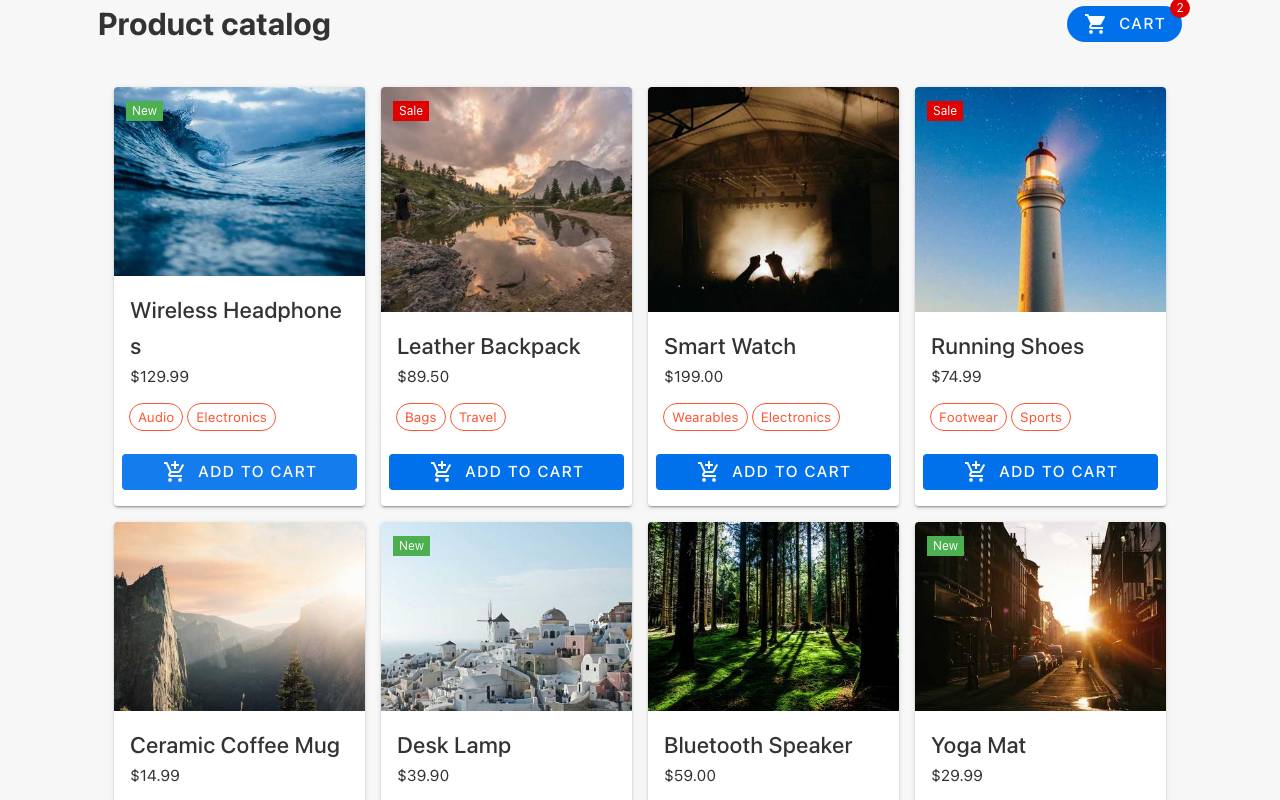 Product catalog
CART
2
New
Wireless Headphone
s
$129.99
Audio
Electronics
ADD TO CART
Sale
Leather Backpack
$89.50
Bags
Travel
ADD TO CART
Smart Watch
$199.00
Wearables
Electronics
ADD TO CART
Sale
Running Shoes
$74.99
Footwear
Sports
ADD TO CART
Ceramic Coffee Mug
$14.99
New
Desk Lamp
$39.90
Bluetooth Speaker
$59.00
New
Yoga Mat
$29.99